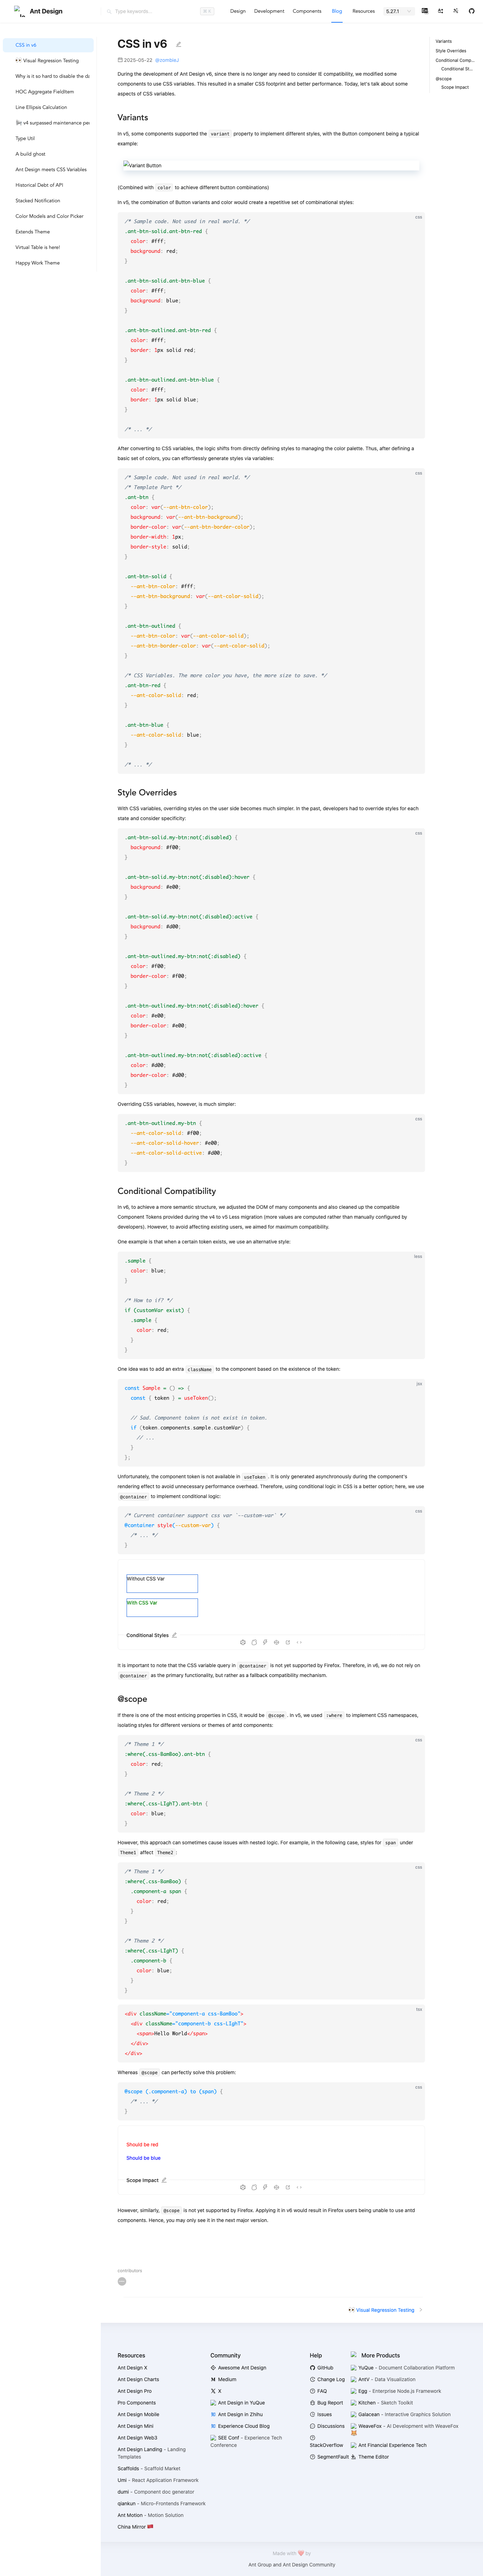 Ant Design
Type keywords...
⌘ K
Design
Development
Components
Blog
Resources
5.27.1
CSS in v6
👀 Visual Regression Testing
Why is it so hard to disable the da
HOC Aggregate FieldItem
Line Ellipsis Calculation
v4 surpassed maintenance per
Type Util
A build ghost
Ant Design meets CSS Variables
Historical Debt of API
Stacked Notification
Color Models and Color Picker
Extends Theme
Virtual Table is here!
Happy Work Theme
CSS in v6
2025-05-22 @zombieJ
During the development of Ant Design v6, since there is no longer any need to consider IE compatibility, we modified some
components to use CSS variables. This resulted in a smaller CSS footprint and better performance. Today, let's talk about some
aspects of CSS variables.
Variants
In v5, some components supported the variant property to implement different styles, with the Button component being a typical
example:
Variant Button
(Combined with color to achieve different button combinations)
In v5, the combination of Button variants and color would create a repetitive set of combinational styles:
css
/* Sample code. Not used in real world. */
.ant-btn-solid.ant-btn-red {
color: #fff;
background: red;
}
.ant-btn-solid.ant-btn-blue {
color: #fff;
background: blue;
}
.ant-btn-outlined.ant-btn-red {
color: #fff;
border: 1px solid red;
}
.ant-btn-outlined.ant-btn-blue {
color: #fff;
border: 1px solid blue;
}
/* ... */
After converting to CSS variables, the logic shifts from directly defining styles to managing the color palette. Thus, after defining a
basic set of colors, you can effortlessly generate styles via variables:
css
/* Sample code. Not used in real world. */
/* Template Part */
.ant-btn {
color: var(--ant-btn-color);
background: var(--ant-btn-background);
border-color: var(--ant-btn-border-color);
border-width: 1px;
border-style: solid;
}
.ant-btn-solid {
--ant-btn-color: #fff;
--ant-btn-background: var(--ant-color-solid);
}
.ant-btn-outlined {
--ant-btn-color: var(--ant-color-solid);
--ant-btn-border-color: var(--ant-color-solid);
}
/* CSS Variables. The more color you have, the more size to save. */
.ant-btn-red {
--ant-color-solid: red;
}
.ant-btn-blue {
--ant-color-solid: blue;
}
/* ... */
Style Overrides
With CSS variables, overriding styles on the user side becomes much simpler. In the past, developers had to override styles for each
state and consider specificity:
css
.ant-btn-solid.my-btn:not(:disabled) {
background: #f00;
}
.ant-btn-solid.my-btn:not(:disabled):hover {
background: #e00;
}
.ant-btn-solid.my-btn:not(:disabled):active {
background: #d00;
}
.ant-btn-outlined.my-btn:not(:disabled) {
color: #f00;
border-color: #f00;
}
.ant-btn-outlined.my-btn:not(:disabled):hover {
color: #e00;
border-color: #e00;
}
.ant-btn-outlined.my-btn:not(:disabled):active {
color: #d00;
border-color: #d00;
}
Overriding CSS variables, however, is much simpler:
css
.ant-btn-outlined.my-btn {
--ant-color-solid: #f00;
--ant-color-solid-hover: #e00;
--ant-color-solid-active: #d00;
}
Conditional Compatibility
In v6, to achieve a more semantic structure, we adjusted the DOM of many components and also cleaned up the compatible
Component Tokens provided during the v4 to v5 Less migration (more values are consumed rather than manually configured by
developers). However, to avoid affecting existing users, we aimed for maximum compatibility.
One example is that when a certain token exists, we use an alternative style:
less
.sample {
color: blue;
}
/* How to if? */
if (customVar exist) {
.sample {
color: red;
}
}
One idea was to add an extra className to the component based on the existence of the token:
jsx
const Sample = () => {
const { token } = useToken();
// Sad. Component token is not exist in token.
if (token.components.sample.customVar) {
// ...
}
};
Unfortunately, the component token is not available in useToken. It is only generated asynchronously during the component's
rendering effect to avoid unnecessary performance overhead. Therefore, using conditional logic in CSS is a better option; here, we use
@container to implement conditional logic:
css
/* Current container support css var `--custom-var` */
@container style(--custom-var) {
/* ... */
}
Without CSS Var
With CSS Var
Conditional Styles
It is important to note that the CSS variable query in @container is not yet supported by Firefox. Therefore, in v6, we do not rely on
@container as the primary functionality, but rather as a fallback compatibility mechanism.
@scope
If there is one of the most exciting properties in CSS, it would be @scope. In v5, we used :where to implement CSS namespaces,
isolating styles for different versions or themes of antd components:
css
/* Theme 1 */
:where(.css-BamBoo).ant-btn {
color: red;
}
/* Theme 2 */
:where(.css-LIghT).ant-btn {
color: blue;
}
However, this approach can sometimes cause issues with nested logic. For example, in the following case, styles for span under
Theme1 affect Theme2:
css
/* Theme 1 */
:where(.css-BamBoo) {
.component-a span {
color: red;
}
}
/* Theme 2 */
:where(.css-LIghT) {
.component-b {
color: blue;
}
}
tsx
<div className="component-a css-BamBoo">
<div className="component-b css-LIghT">
<span>Hello World</span>
</div>
</div>
Whereas @scope can perfectly solve this problem:
css
@scope (.component-a) to (span) {
/* ... */
}
Should be red
Should be blue
Scope Impact
However, similarly, @scope is not yet supported by Firefox. Applying it in v6 would result in Firefox users being unable to use antd
components. Hence, you may only see it in the next major version.
contributors
👀 Visual Regression Testing
Variants
Style Overrides
Conditional Comp...
Conditional St...
@scope
Scope Impact
Resources
Ant Design X
Ant Design Charts
Ant Design Pro
Pro Components
Ant Design Mobile
Ant Design Mini
Ant Design Web3
Ant Design Landing - Landing
Templates
Scaffolds - Scaffold Market
Umi - React Application Framework
dumi - Component doc generator
qiankun - Micro-Frontends Framework
Ant Motion - Motion Solution
China Mirror 🇨🇳
Community
Awesome Ant Design
Medium
X
Ant Design in YuQue
Ant Design in Zhihu
Experience Cloud Blog
SEE Conf - Experience Tech
Conference
Help
GitHub
Change Log
FAQ
Bug Report
Issues
Discussions
StackOverflow
SegmentFault
More Products
YuQue - Document Collaboration Platform
AntV - Data Visualization
Egg - Enterprise Node.js Framework
Kitchen - Sketch Toolkit
Galacean - Interactive Graphics Solution
WeaveFox - AI Development with WeaveFox
🦊
Ant Financial Experience Tech
Theme Editor
Made with ❤ by
Ant Group and Ant Design Community